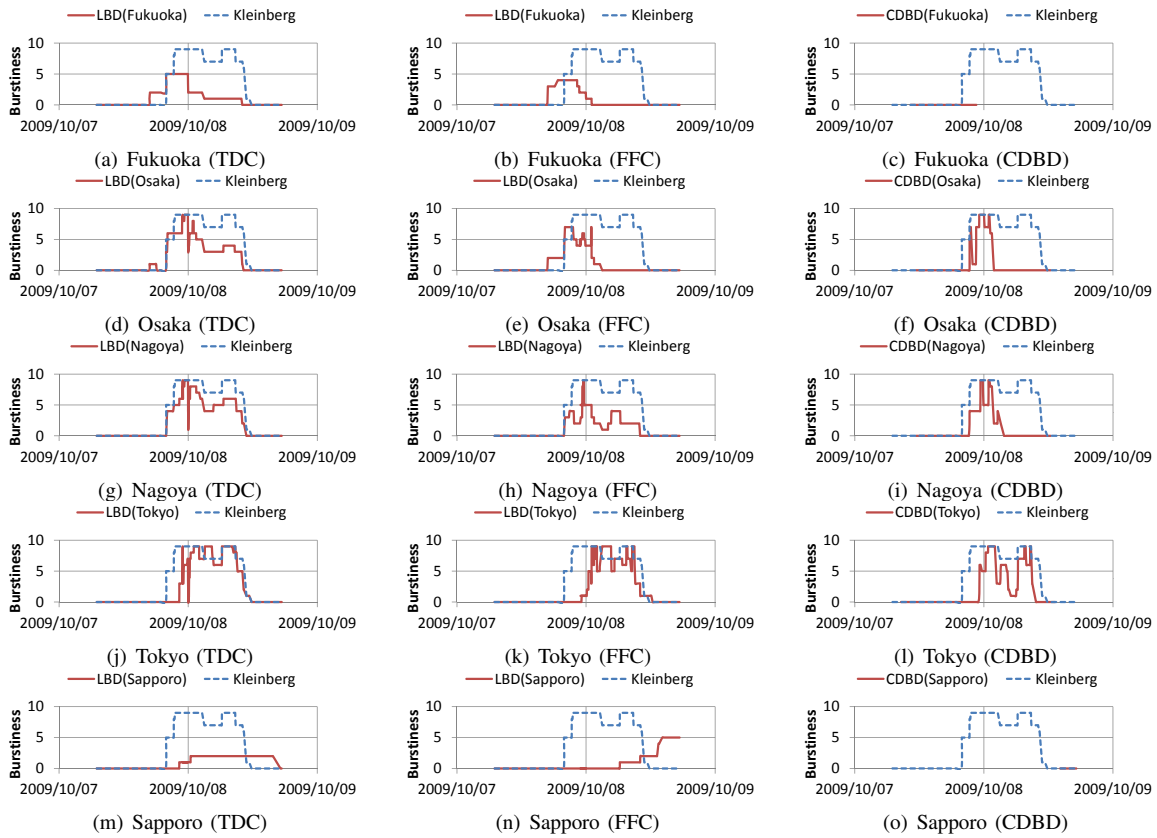 LBD(Fukuoka) Kleinberg LBD(Fukuoka) Kleinberg CDBD(Fukuoka) Kleinberg
Burstiness 10 5 0 Burstiness 10 5 0 Burstiness 10 5 0
2009/10/07 2009/10/08 2009/10/09 2009/10/07 2009/10/08 2009/10/09 2009/10/07 2009/10/08 2009/10/09
(a) Fukuoka (TDC) (b) Fukuoka (FFC) (c) Fukuoka (CDBD)
LBD(Osaka) Kleinberg LBD(Osaka) Kleinberg CDBD(Osaka) Kleinberg
Burstiness 10 5 0 Burstiness 10 5 0 Burstiness 10 5 0
2009/10/07 2009/10/08 2009/10/09 2009/10/07 2009/10/08 2009/10/09 2009/10/07 2009/10/08 2009/10/09
(d) Osaka (TDC) (e) Osaka (FFC) (f) Osaka (CDBD)
LBD(Nagoya) Kleinberg LBD(Nagoya) Kleinberg CDBD(Nagoya) Kleinberg
Burstiness 10 5 0 Burstiness 10 5 0 Burstiness 10 5 0
2009/10/07 2009/10/08 2009/10/09 2009/10/07 2009/10/08 2009/10/09 2009/10/07 2009/10/08 2009/10/09
(g) Nagoya (TDC) (h) Nagoya (FFC) (i) Nagoya (CDBD)
LBD(Tokyo) Kleinberg LBD(Tokyo) Kleinberg CDBD(Tokyo) Kleinberg
Burstiness 10 5 0 Burstiness 10 5 0 Burstiness 10 5 0
2009/10/07 2009/10/08 2009/10/09 2009/10/07 2009/10/08 2009/10/09 2009/10/07 2009/10/08 2009/10/09
(j) Tokyo (TDC) (k) Tokyo (FFC) (l) Tokyo (CDBD)
LBD(Sapporo) Kleinberg LBD(Sapporo) Kleinberg CDBD(Sapporo) Kleinberg
Burstiness 10 5 0 Burstiness 10 5 0 Burstiness 10 5 0
2009/10/07 2009/10/08 2009/10/09 2009/10/07 2009/10/08 2009/10/09 2009/10/07 2009/10/08 2009/10/09
(m) Sapporo (TDC) (n) Sapporo (FFC) (o) Sapporo (CDBD)